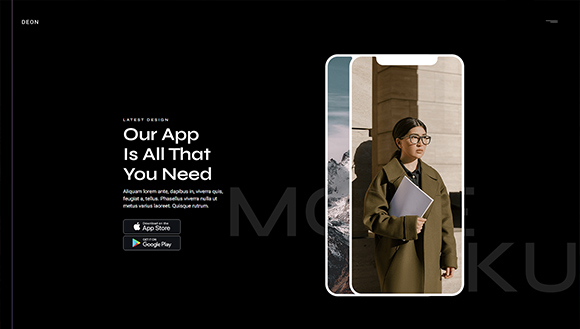 DEON
LATEST DESIGN
Our App
Is All That
You Need
Aliquam lorem ante, dapibus in, viverra quis,
feugiat a, tellus. Phasellus viverra nulla ut
metus varius laoreet. Quisque rutrum.
Download on the
App Store
GET IT ON
Google Play